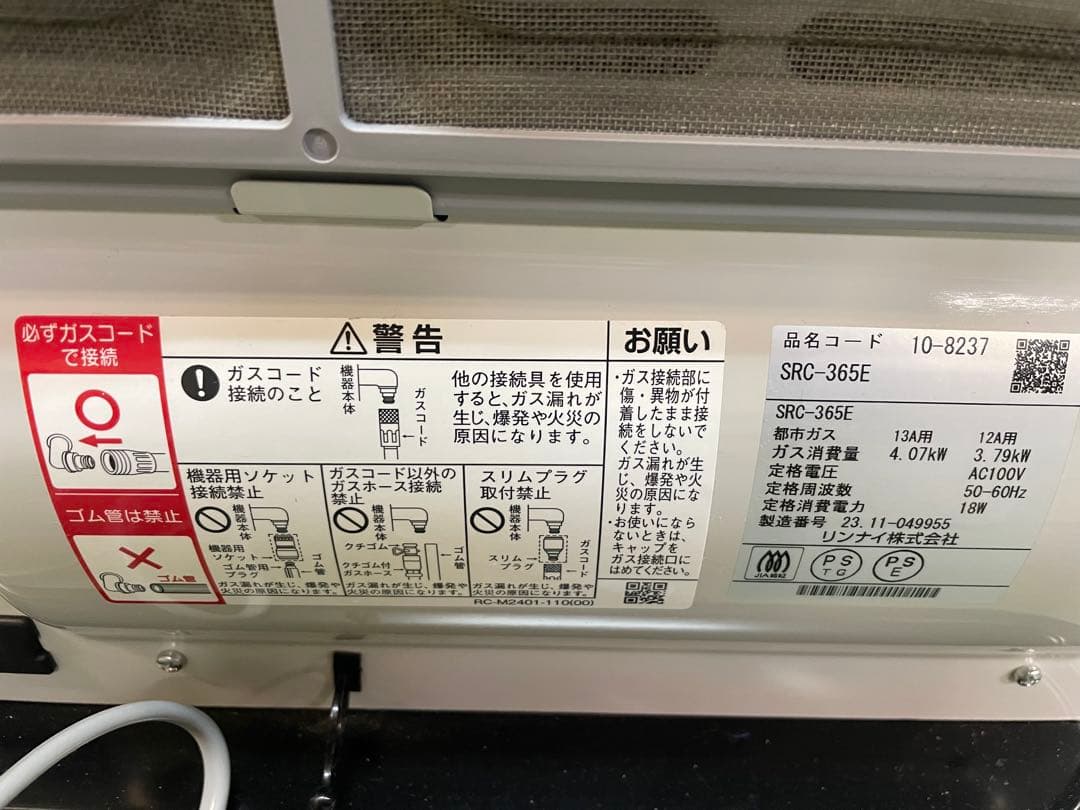 必ずガスコード
で接続
ゴム管は禁止
ゴム管
警告
ガスコード
接続のこと
機器本体
ガスコード
他の接続具を使用
すると、ガス漏れが
生じ、爆発や火災の
原因になります。
機器用ソケット
接続禁止
機器本体
機器用
ソケット
ゴム管用
プラグ
ゴム管
ガス漏れが生じ、爆発や
火災の原因になります。
ガスコード以外の
ガスホース接続
禁止
機器本体
クチゴム
クチゴム付
ガスホース
ゴム管
ガス漏れが生じ、爆発や
火災の原因になります。
スリムプラグ
取付禁止
機器本体
スリム
プラグ
ガスコード
ガス漏れが生じ、爆発や
火災の原因になります。
RC-M2401-110(00)
お願い
・ガス接続部に
傷・異物が付
着したまま接
続をしないで
ください。
ガス漏れが生
じ、爆発や火
災の原因にな
ります。
・お使いになら
ないときは、
キャップを
ガス接続口に
はめてください。
品名コード 10-8237
SRC-365E
SRC-365E
都市ガス 13A用 12A用
ガス消費量 4.07kW 3.79kW
定格電圧 AC100V
定格周波数 50-60Hz
定格消費電力 18W
製造番号 23.11-049955
リンナイ株式会社
JIA認証
PS
TG
PS
E